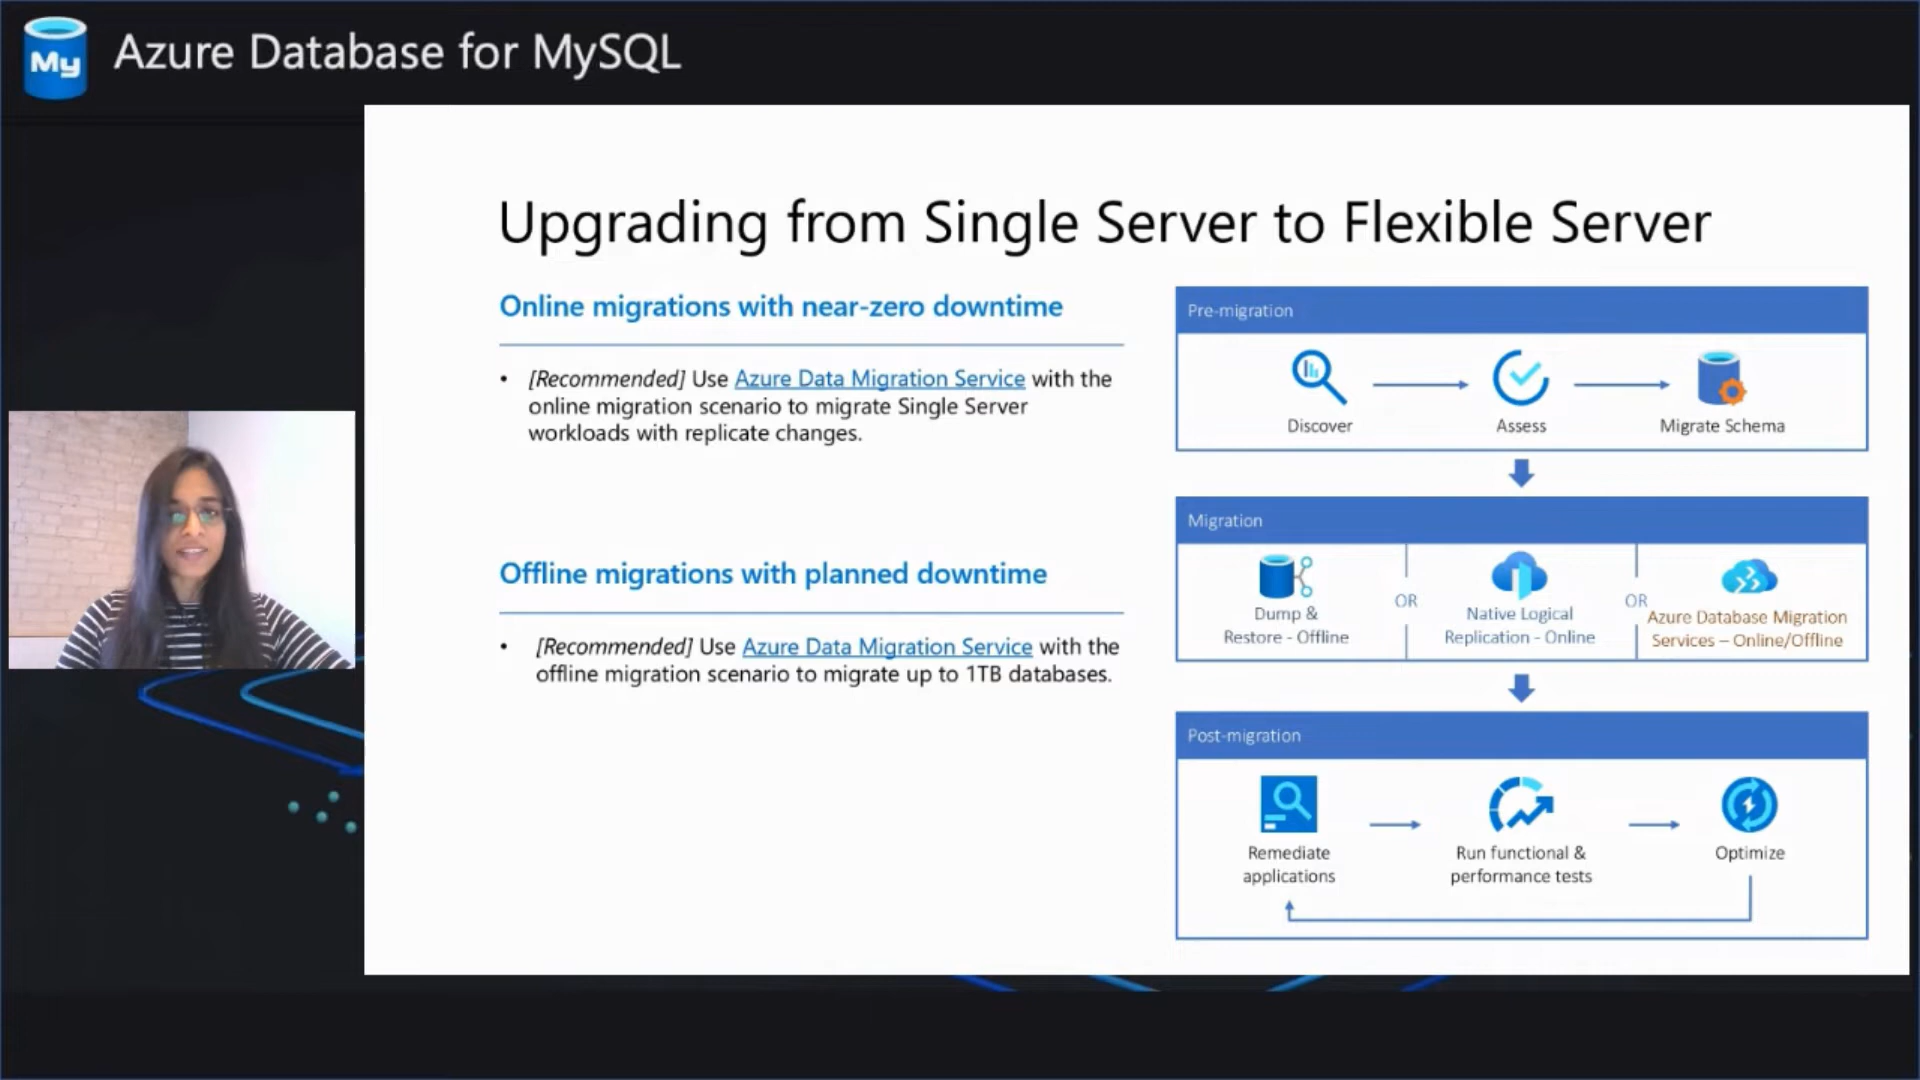 My
Azure Database for MySQL
Upgrading from Single Server to Flexible Server
Online migrations with near-zero downtime
• [Recommended] Use Azure Data Migration Service with the
online migration scenario to migrate Single Server
workloads with replicate changes.
Offline migrations with planned downtime
• [Recommended] Use Azure Data Migration Service with the
offline migration scenario to migrate up to 1TB databases.
Pre-migration
Discover
Assess
Migrate Schema
Migration
Dump &
Restore - Offline
OR
Native Logical
Replication - Online
OR
Azure Database Migration
Services – Online/Offline
Post-migration
Remediate
applications
Run functional &
performance tests
Optimize